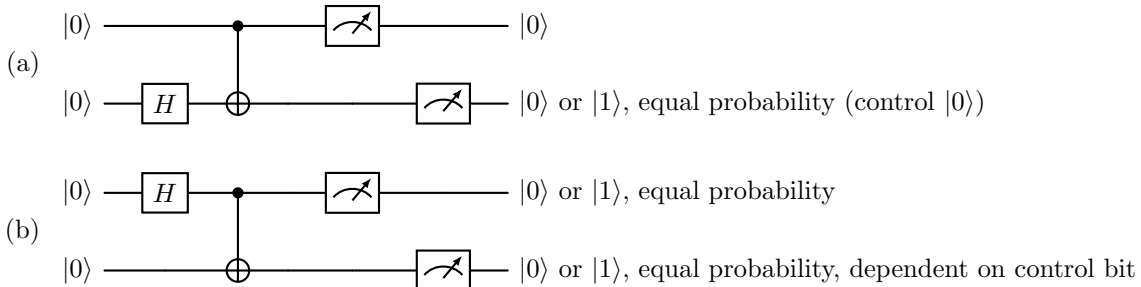 |0⟩ |0⟩
(a)
|0⟩ H |0⟩ or |1⟩, equal probability (control |0⟩)
|0⟩ H |0⟩ or |1⟩, equal probability
(b)
|0⟩ |0⟩ or |1⟩, equal probability, dependent on control bit